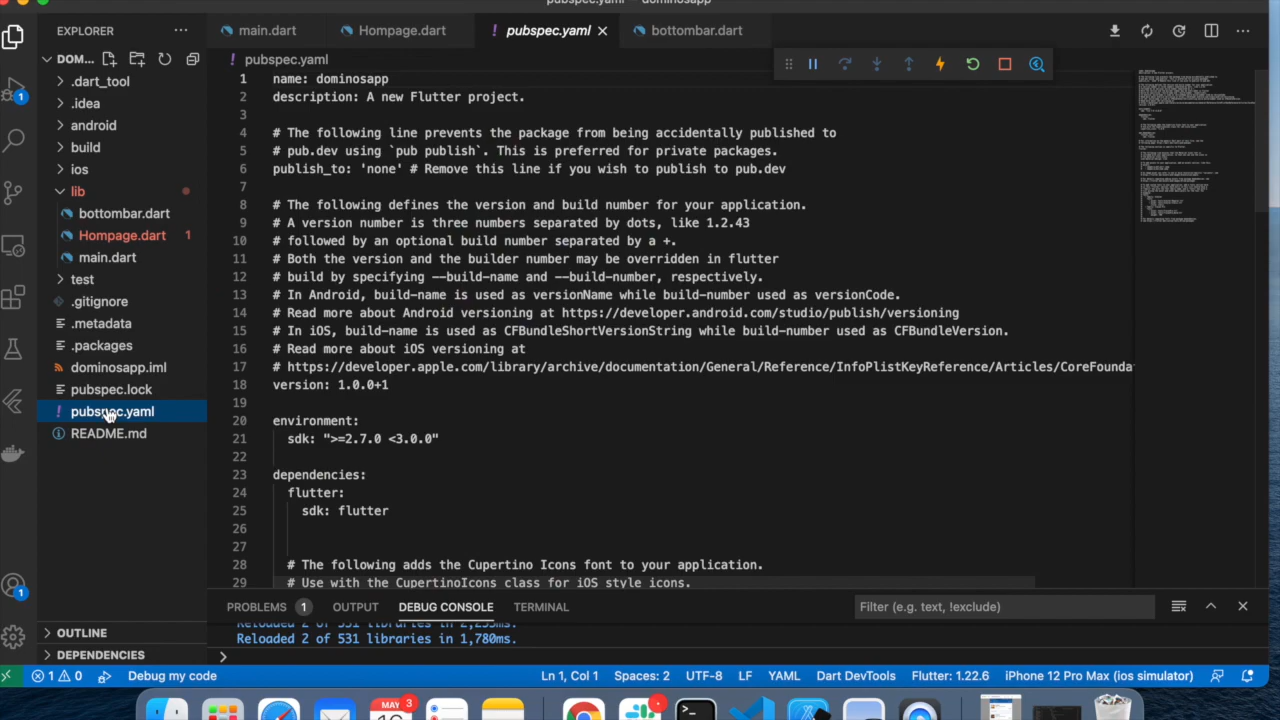 pubspec.yaml — dominosapp
EXPLORER
main.dart
Hompage.dart
pubspec.yaml
bottombar.dart
DOM...
.dart_tool
.idea
android
build
ios
lib
bottombar.dart
Hompage.dart 1
main.dart
test
.gitignore
.metadata
.packages
dominosapp.iml
pubspec.lock
pubspec.yaml
README.md
OUTLINE
DEPENDENCIES
1
1
pubspec.yaml
1 name: dominosapp
2 description: A new Flutter project.
3
4 # The following line prevents the package from being accidentally published to
5 # pub.dev using `pub publish`. This is preferred for private packages.
6 publish_to: 'none' # Remove this line if you wish to publish to pub.dev
7
8 # The following defines the version and build number for your application.
9 # A version number is three numbers separated by dots, like 1.2.43
10 # followed by an optional build number separated by a +.
11 # Both the version and the builder number may be overridden in flutter
12 # build by specifying --build-name and --build-number, respectively.
13 # In Android, build-name is used as versionName while build-number used as versionCode.
14 # Read more about Android versioning at https://developer.android.com/studio/publish/versioning
15 # In iOS, build-name is used as CFBundleShortVersionString while build-number used as CFBundleVersion.
16 # Read more about iOS versioning at
17 # https://developer.apple.com/library/archive/documentation/General/Reference/InfoPlistKeyReference/Articles/CoreFounda
18 version: 1.0.0+1
19
20 environment:
21 sdk: ">=2.7.0 <3.0.0"
22
23 dependencies:
24 flutter:
25 sdk: flutter
26
27
28 # The following adds the Cupertino Icons font to your application.
29 # Use with the CupertinoIcons class for iOS style icons.
PROBLEMS 1 OUTPUT DEBUG CONSOLE TERMINAL
Filter (e.g. text, !exclude)
Reloaded 2 of 531 libraries in 2,255ms.
Reloaded 2 of 531 libraries in 1,780ms.
1 0 Debug my code
Ln 1, Col 1 Spaces: 2 UTF-8 LF YAML Dart DevTools Flutter: 1.22.6 iPhone 12 Pro Max (ios simulator)
MAY 3